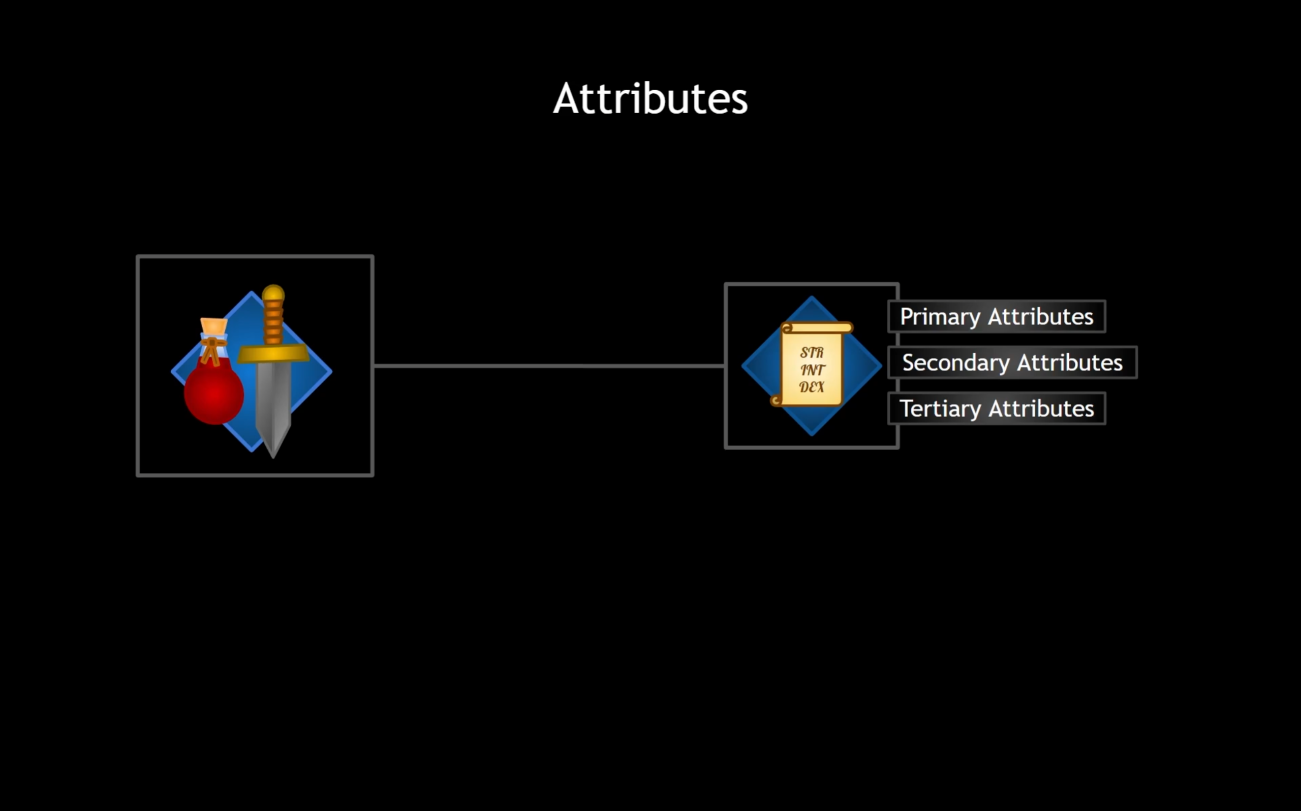 Attributes
STR
INT
DEX
Primary Attributes
Secondary Attributes
Tertiary Attributes